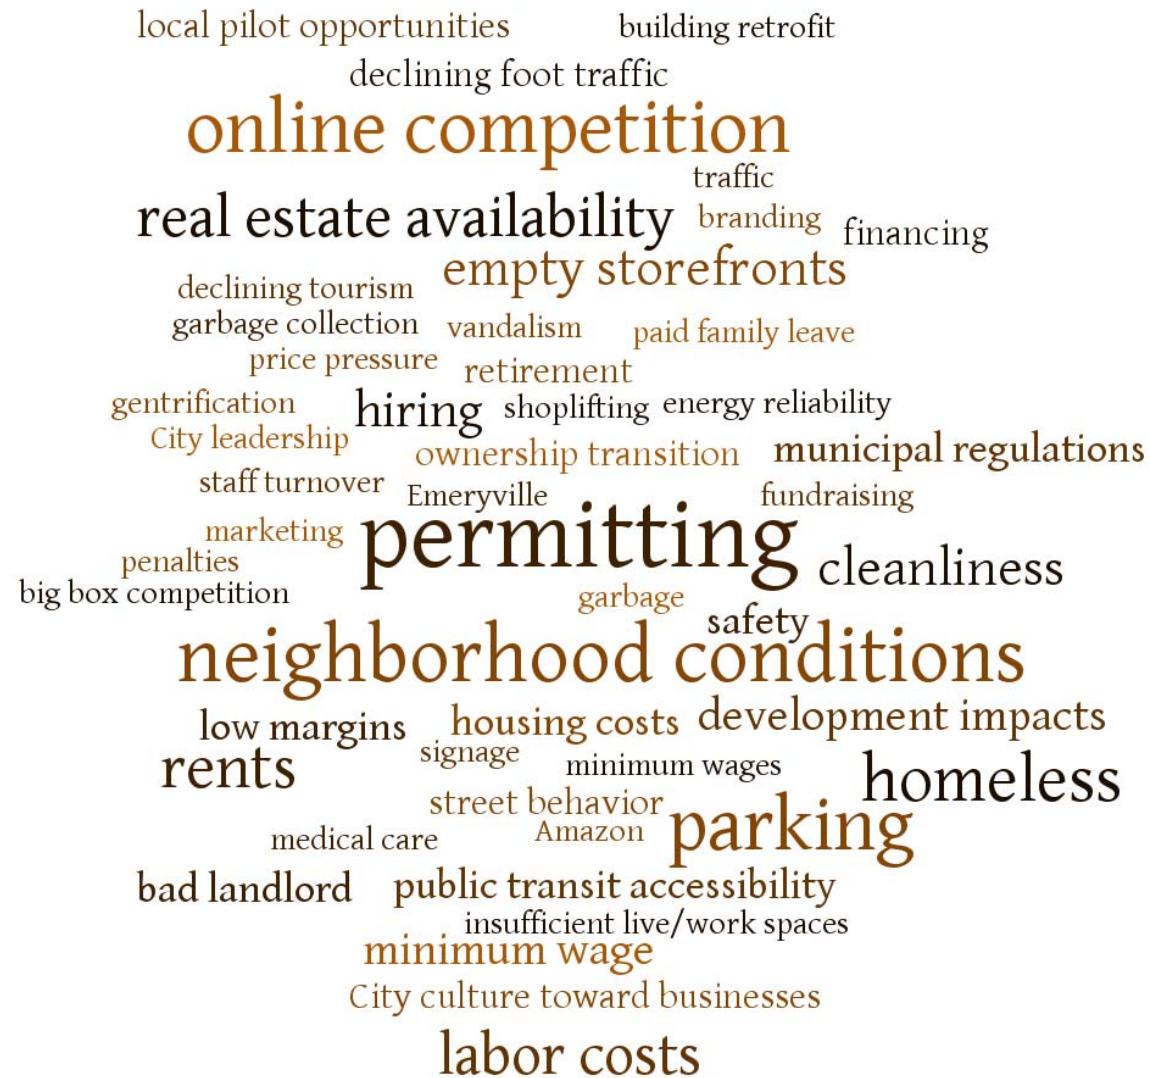 local pilot opportunities
building retrofit
declining foot traffic
online competition
traffic
real estate availability
branding
financing
empty storefronts
declining tourism
garbage collection
vandalism
paid family leave
price pressure
retirement
gentrification
hiring
shoplifting
energy reliability
City leadership
ownership transition
municipal regulations
staff turnover
Emeryville
fundraising
marketing
permitting
penalties
cleanliness
big box competition
garbage
safety
neighborhood conditions
low margins
housing costs
development impacts
rents
signage
minimum wages
homeless
street behavior
parking
medical care
Amazon
bad landlord
public transit accessibility
insufficient live/work spaces
minimum wage
City culture toward businesses
labor costs